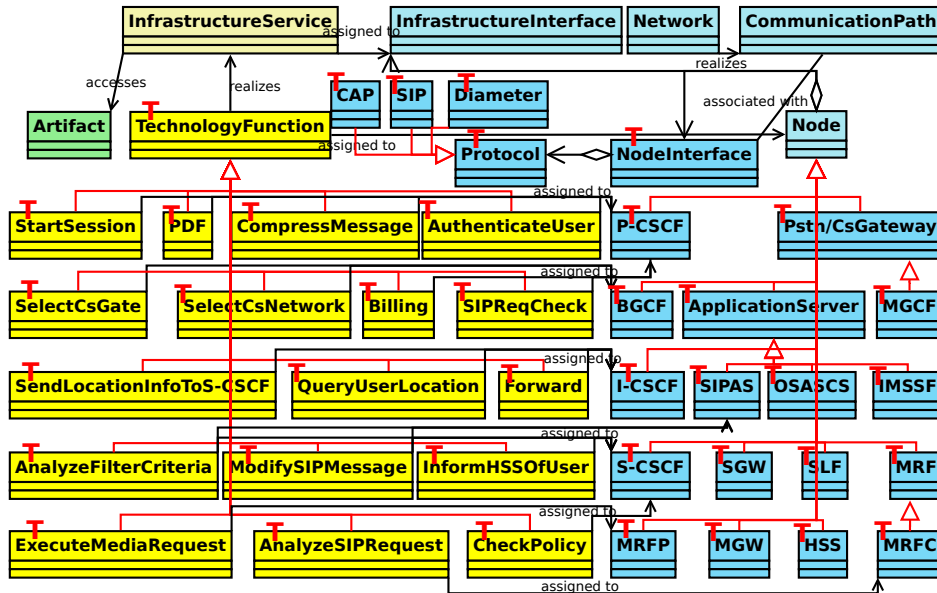 InfrastructureService
InfrastructureInterface
Network
CommunicationPath
assigned to
accesses
realizes
realizes
CAP
SIP
Diameter
associated with
Artifact
TechnologyFunction
Node
assigned to
Protocol
NodeInterface
assigned to
StartSession
PDF
CompressMessage
AuthenticateUser
P-CSCF
Pstn/CsGateway
assigned to
SelectCsGate
SelectCsNetwork
Billing
SIPReqCheck
BGCF
ApplicationServer
MGCF
assigned to
SendLocationInfoToS-CSCF
QueryUserLocation
Forward
I-CSCF
SIPAS
OSASCS
IMSSF
assigned to
AnalyzeFilterCriteria
ModifySIPMessage
InformHSSOfUser
S-CSCF
SGW
SLF
MRF
assigned to
ExecuteMediaRequest
AnalyzeSIPRequest
CheckPolicy
MRFP
MGW
HSS
MRFC
assigned to